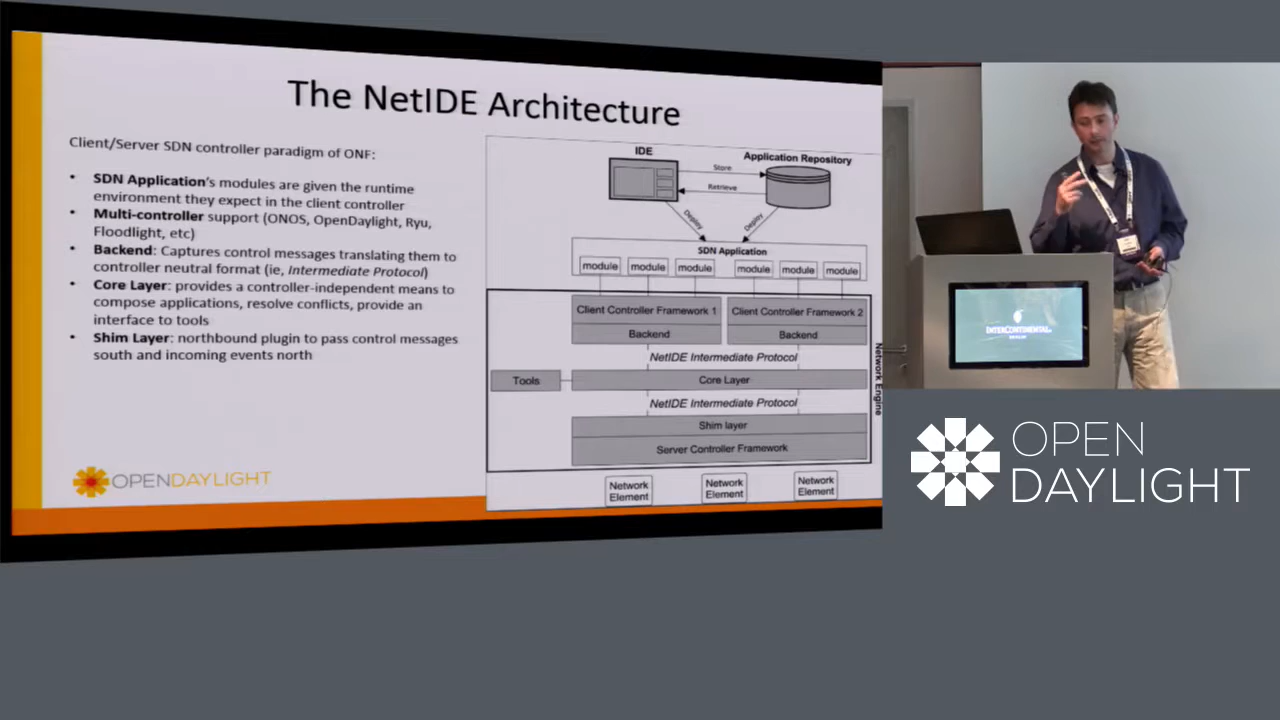 The NetIDE Architecture
Client/Server SDN controller paradigm of ONF:
• SDN Application's modules are given the runtime
environment they expect in the client controller
• Multi-controller support (ONOS, OpenDaylight, Ryu,
Floodlight, etc)
• Backend: Captures control messages translating them to
controller neutral format (ie, Intermediate Protocol)
• Core Layer: provides a controller-independent means to
compose applications, resolve conflicts, provide an
interface to tools
• Shim Layer: northbound plugin to pass control messages
south and incoming events north
OPENDAYLIGHT
IDE
Application Repository
Store
Retrieve
Deploy
Deploy
SDN Application
module module module module module module
Client Controller Framework 1
Client Controller Framework 2
Backend
Backend
NetIDE Intermediate Protocol
Tools
Core Layer
NetIDE Intermediate Protocol
Shim layer
Server Controller Framework
Network Engine
Network
Element
Network
Element
Network
Element
INTERCONTINENTAL
OPEN
DAYLIGHT